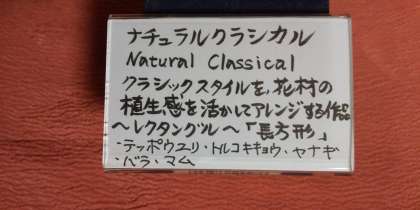 ナチュラルクラシカル
Natural Classical
クラシックスタイルを、花材の
植生感を活かしてアレンジする作品。
〜レクタングル〜「長方形」
・テッポウユリ・トルコキキョウ、ヤナギ
・バラ、マム